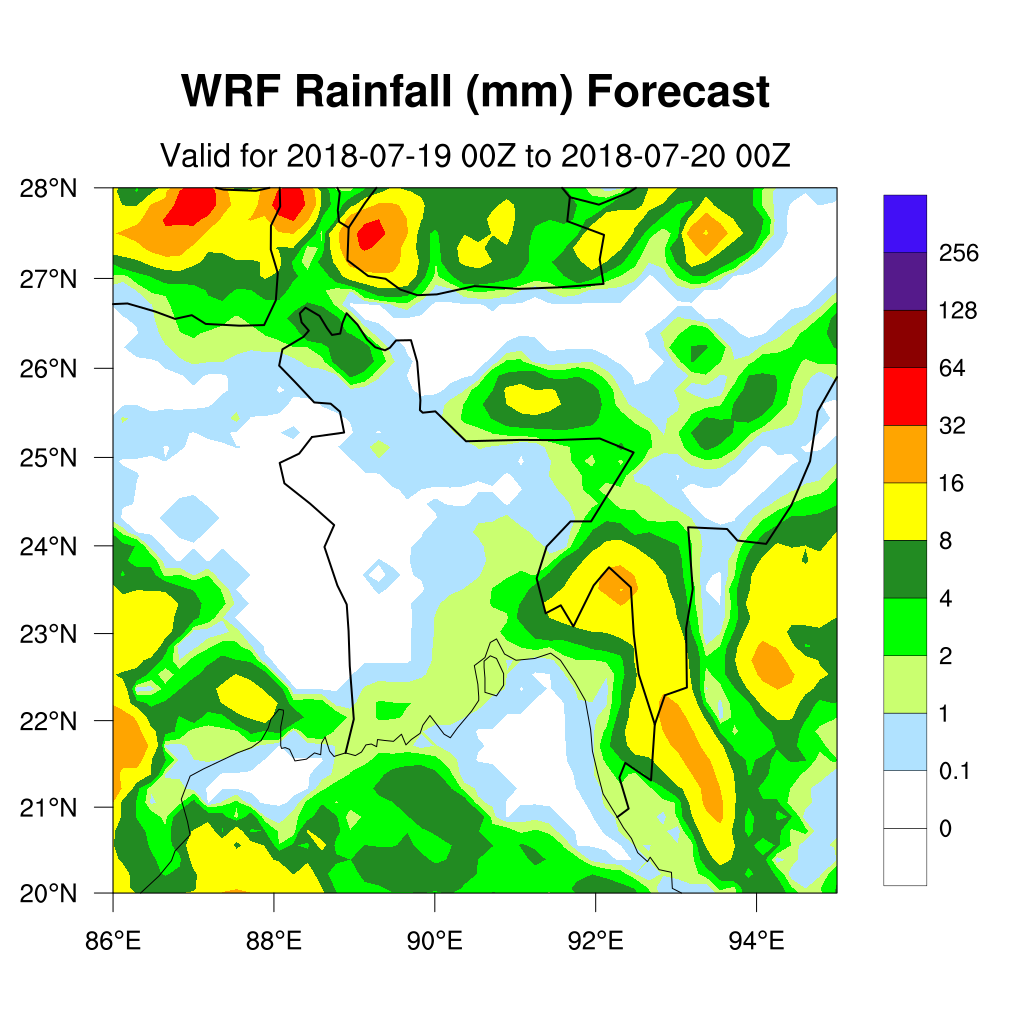 WRF Rainfall (mm) Forecast
Valid for 2018-07-19 00Z to 2018-07-20 00Z
28°N
27°N
26°N
25°N
24°N
23°N
22°N
21°N
20°N
86°E 88°E 90°E 92°E 94°E
256
128
64
32
16
8
4
2
1
0.1
0